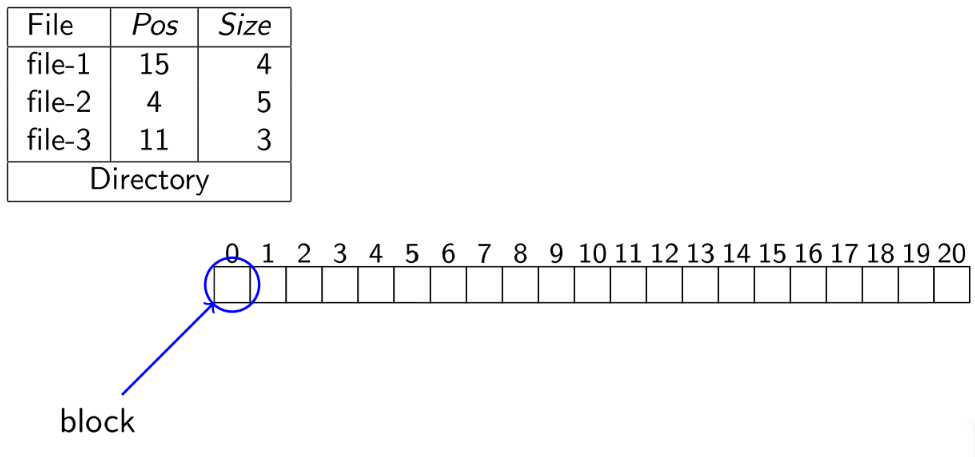 File Pos Size
file-1 15 4
file-2 4 5
file-3 11 3
Directory
0 1 2 3 4 5 6 7 8 9 10 11 12 13 14 15 16 17 18 19 20
block